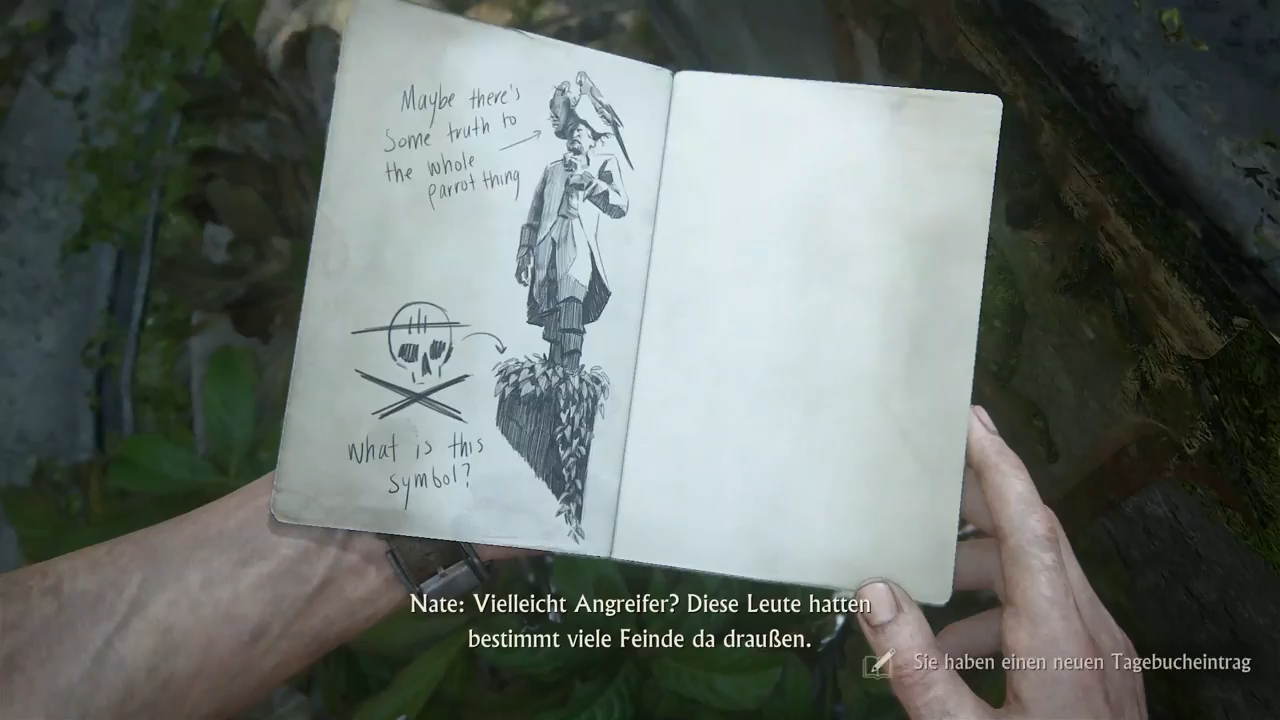 Maybe there's
Some truth to
the whole
parrot thing
What is this
symbol?
Nate: Vielleicht Angreifer? Diese Leute hatten
bestimmt viele Feinde da draußen.
Sie haben einen neuen Tagebucheintrag